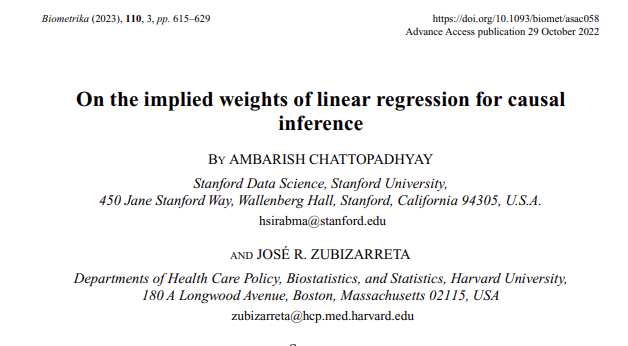 Biometrika (2023), 110, 3, pp. 615–629
https://doi.org/10.1093/biomet/asac058
Advance Access publication 29 October 2022
On the implied weights of linear regression for causal
inference
BY AMBARISH CHATTOPADHYAY
Stanford Data Science, Stanford University,
450 Jane Stanford Way, Wallenberg Hall, Stanford, California 94305, U.S.A.
hsirabma@stanford.edu
AND JOSÉ R. ZUBIZARRETA
Departments of Health Care Policy, Biostatistics, and Statistics, Harvard University,
180 A Longwood Avenue, Boston, Massachusetts 02115, USA
zubizarreta@hcp.med.harvard.edu